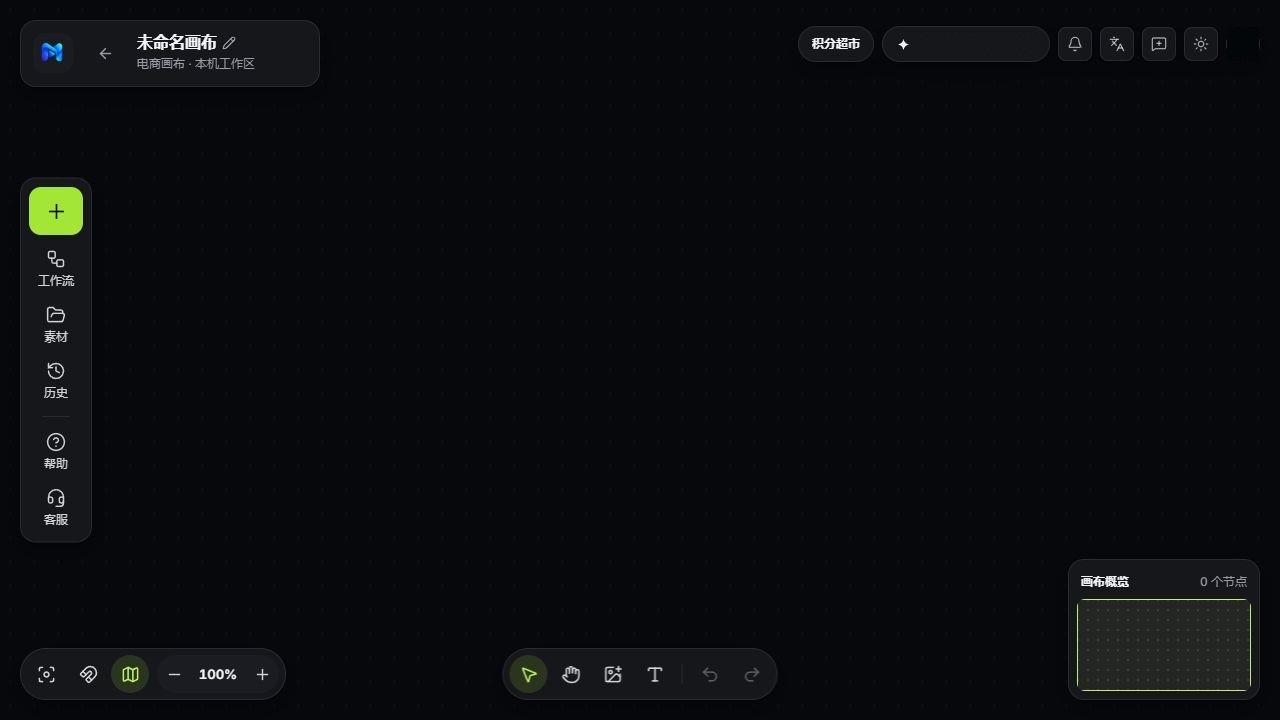 未命名画布
电商画布 · 本机工作区
积分超市
工作流
素材
历史
帮助
客服
画布概览
0 个节点
100%